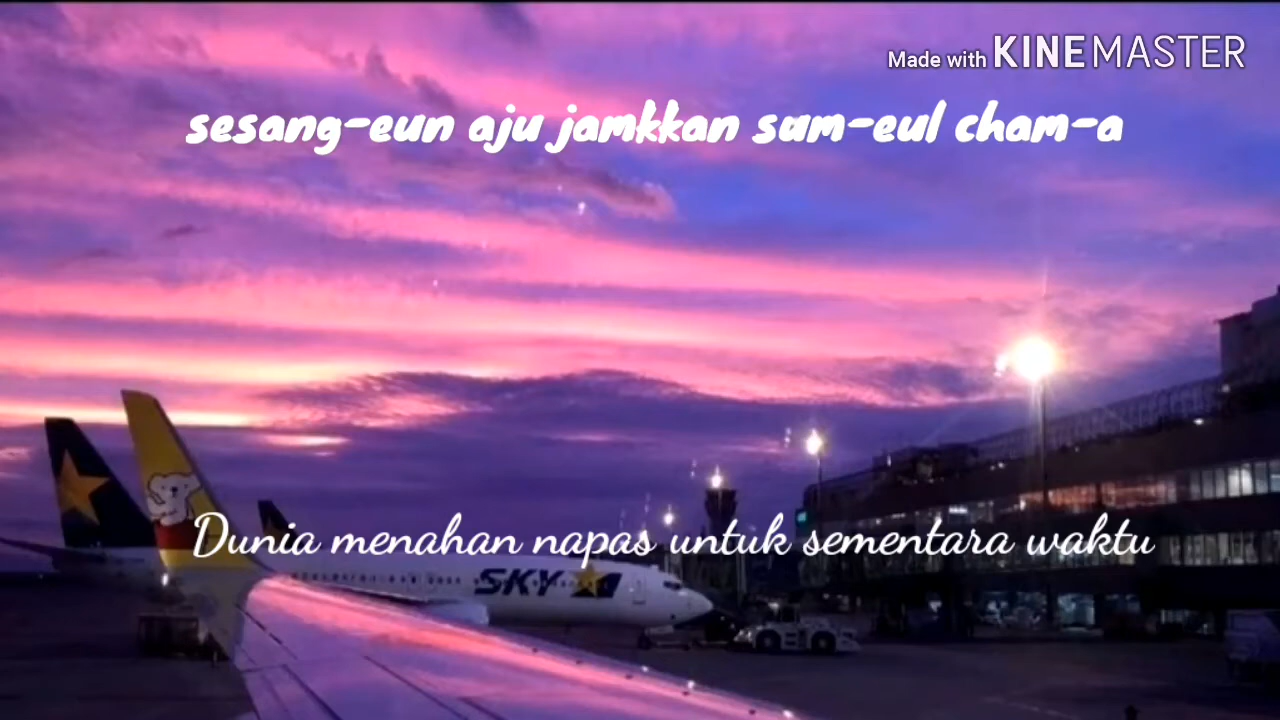 Made with KINEMASTER
sesang-eun aju jamkkan sum-eul cham-a
Dunia menahan napas untuk sementara waktu
SKY